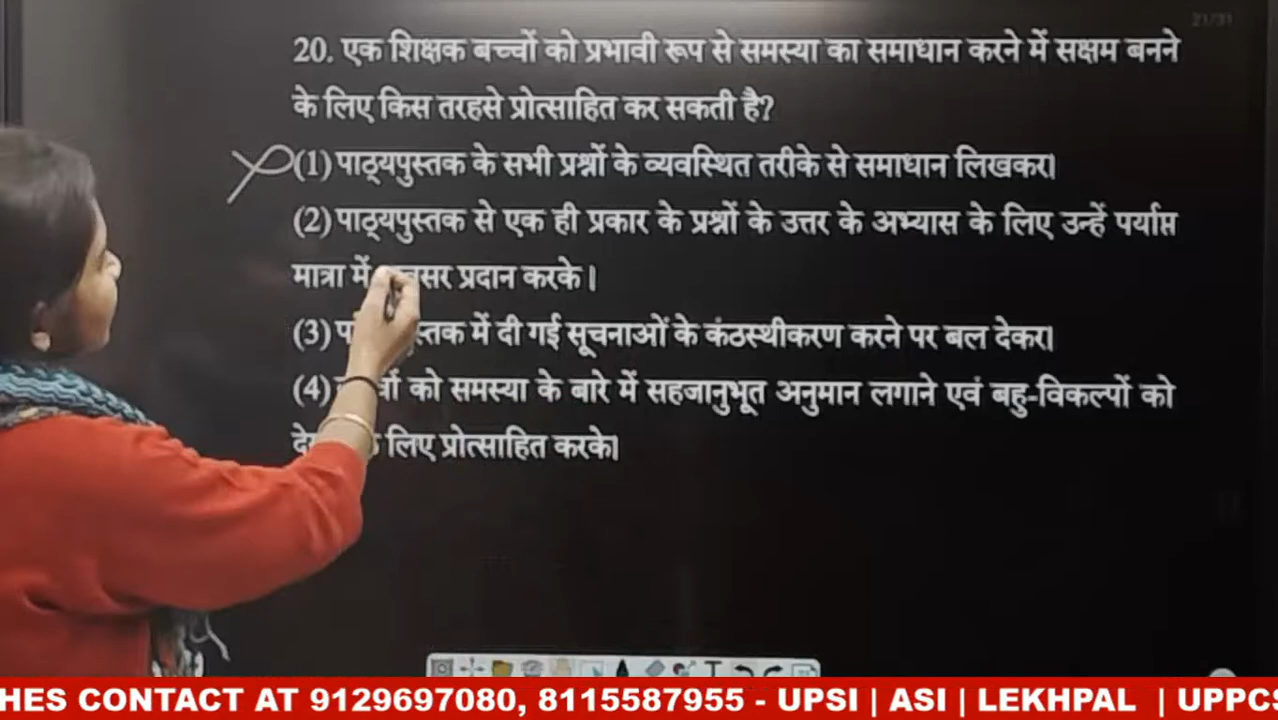 21/31
20. एक शिक्षक बच्चों को प्रभावी रूप से समस्या का समाधान करने में सक्षम बनने
के लिए किस तरहसे प्रोत्साहित कर सकती है?
(1) पाठ्यपुस्तक के सभी प्रश्नों के व्यवस्थित तरीके से समाधान लिखकर।
(2) पाठ्यपुस्तक से एक ही प्रकार के प्रश्नों के उत्तर के अभ्यास के लिए उन्हें पर्याप्त
मात्रा में प्रदान करके ।
(3) में दी गई सूचनाओं के कंठस्थीकरण करने पर बल देकर।
(4) को समस्या के बारे में सहजानुभूत अनुमान लगाने एवं बहु-विकल्पों को
लिए प्रोत्साहित करके।
HES CONTACT AT 9129697080, 8115587955 - UPSI | ASI | LEKHPAL | UPPCS